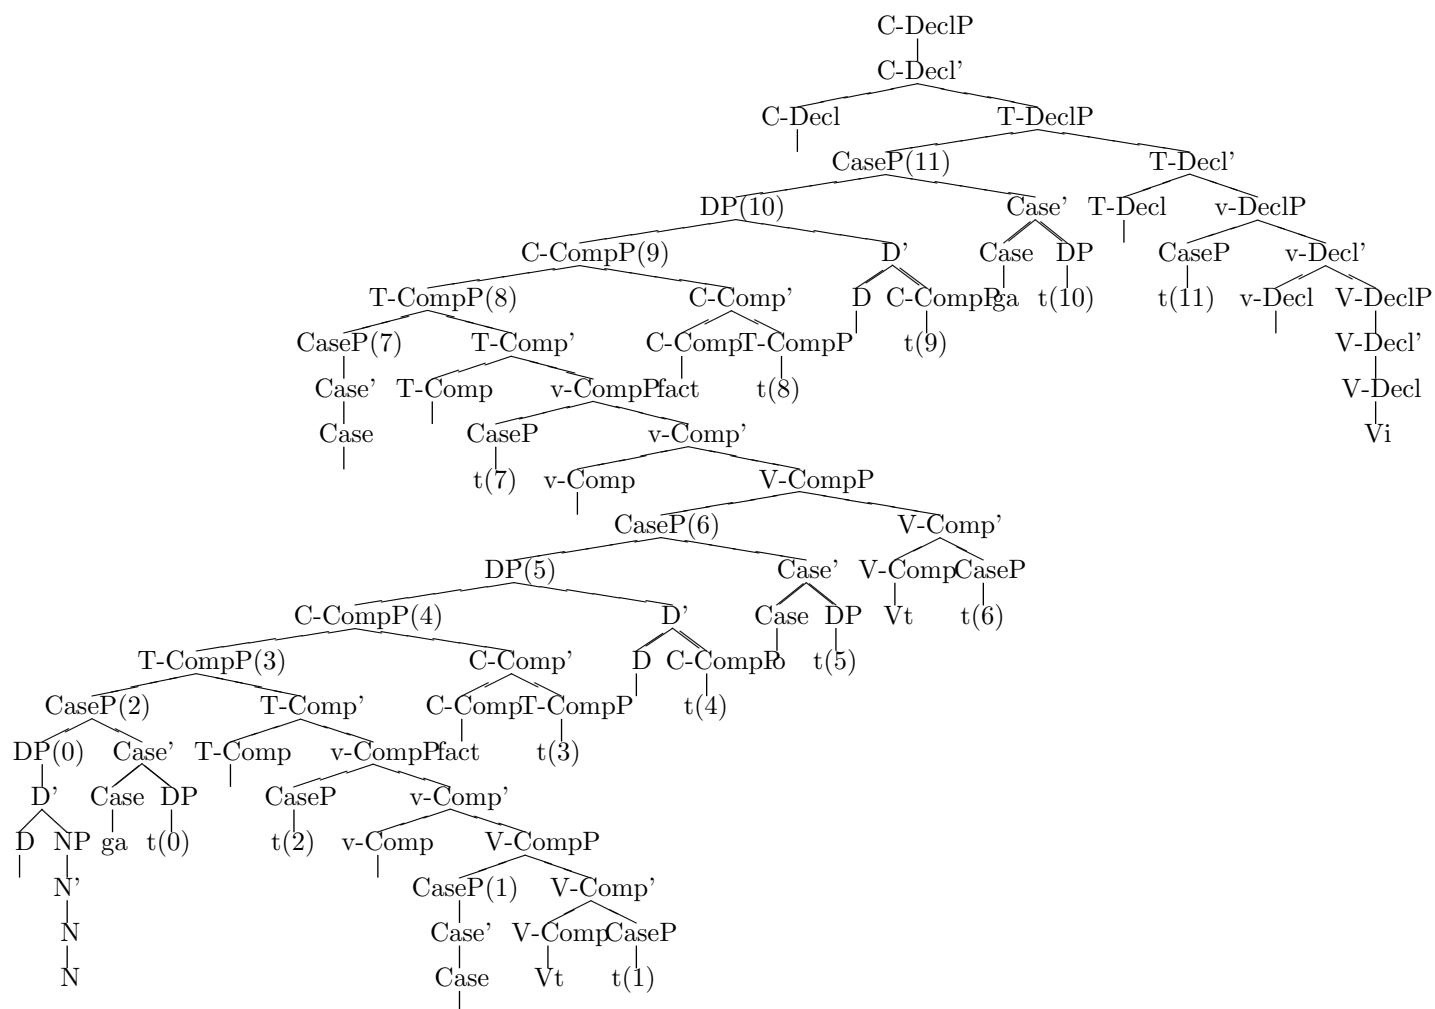 C-DeclP
C-Decl'
C-Decl T-DeclP
CaseP(11) T-Decl'
DP(10) Case' T-Decl v-DeclP
C-CompP(9) D' Case DP CaseP v-Decl'
T-CompP(8) C-Comp' D C-CompP ga t(10) t(11) v-Decl V-DeclP
CaseP(7) T-Comp' C-Comp T-CompP t(9) V-Decl'
Case' T-Comp v-CompP fact t(8) V-Decl
Case CaseP v-Comp' Vi
t(7) v-Comp V-CompP
CaseP(6) V-Comp'
DP(5) Case' V-Comp CaseP
C-CompP(4) D' Case DP Vt t(6)
T-CompP(3) C-Comp' D C-CompP o t(5)
CaseP(2) T-Comp' C-Comp T-CompP t(4)
DP(0) Case' T-Comp v-CompP fact t(3)
D' Case DP CaseP v-Comp'
D NP ga t(0) t(2) v-Comp V-CompP
N' CaseP(1) V-Comp'
N Case' V-Comp CaseP
N Case Vt t(1)